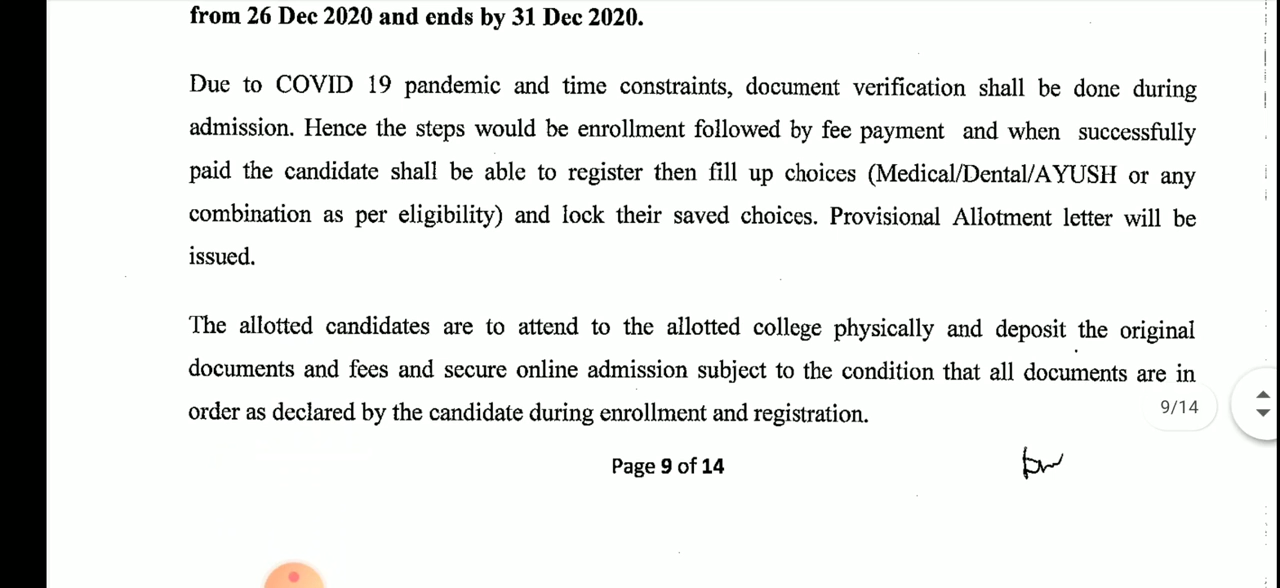 from 26 Dec 2020 and ends by 31 Dec 2020.
Due to COVID 19 pandemic and time constraints, document verification shall be done during
admission. Hence the steps would be enrollment followed by fee payment and when successfully
paid the candidate shall be able to register then fill up choices (Medical/Dental/AYUSH or any
combination as per eligibility) and lock their saved choices. Provisional Allotment letter will be
issued.
The allotted candidates are to attend to the allotted college physically and deposit the original
documents and fees and secure online admission subject to the condition that all documents are in
order as declared by the candidate during enrollment and registration.
9/14
Page 9 of 14